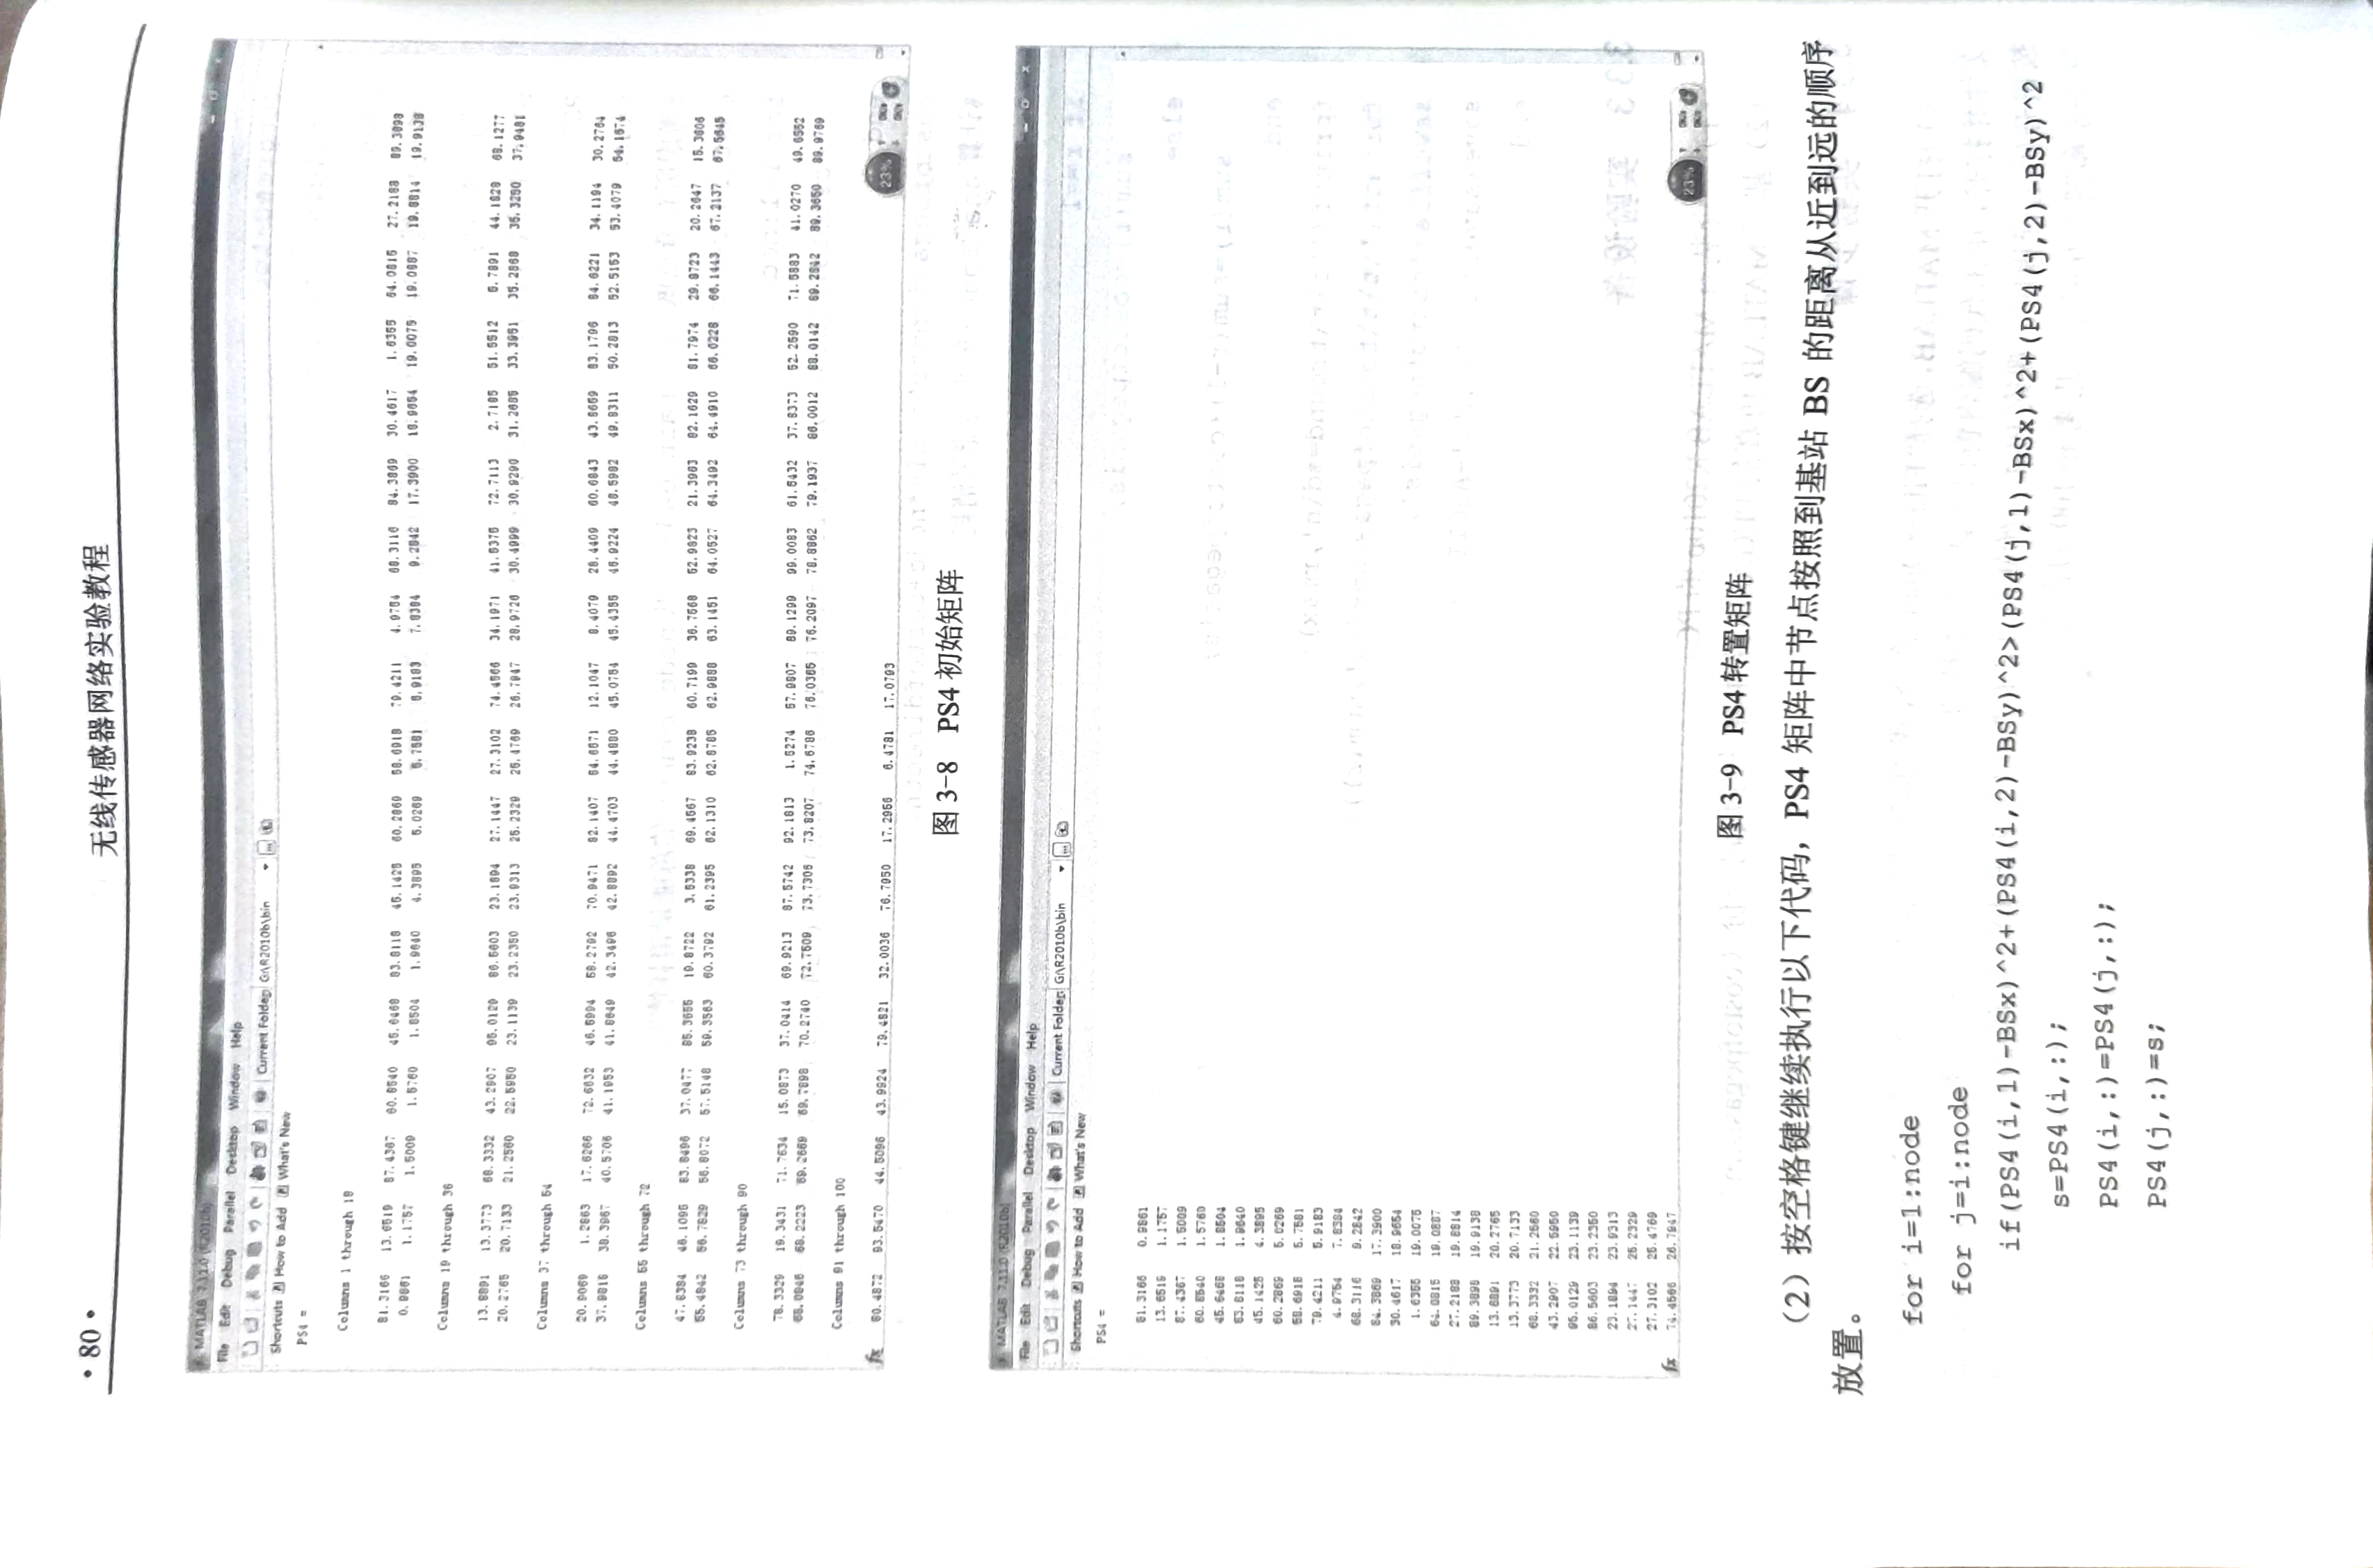 • 80 •
无线传感器网络实验教程
MATLAB 7.11.0 (R2010b)
File Edit Debug Parallel Desktop Window Help
Current Folder: G:\R2010b\bin
Shortcuts How to Add What's New
PS4 =
Columns 1 through 18
81.3166 13.6519 87.4367 60.8540 45.6468 83.8118 45.1425 60.2869 58.6918 79.4211 4.9754 68.3116 84.3869 30.4617 1.6355 64.0815 27.2188 89.3898
0.9861 1.1757 1.5009 1.5760 1.8504 1.9640 4.3895 5.0269 5.7581 5.9183 7.8384 9.2842 17.3900 18.9654 19.0075 19.0887 19.8814 19.9138
Columns 19 through 36
13.8891 13.3773 68.3332 43.2907 95.0129 86.5603 23.1894 27.1447 27.3102 74.4566 34.1971 41.5375 72.7113 2.7185 51.5512 5.7891 44.1828 68.1277
20.2765 20.7133 21.2560 22.5950 23.1139 23.2350 23.9313 25.2329 25.4769 26.7947 28.9726 30.4999 30.9290 31.2685 33.3951 35.2868 35.3250 37.9481
Columns 37 through 54
20.9069 1.2863 17.6266 72.6632 46.5994 58.2792 70.9471 82.1407 12.1047 8.4079 28.4409 60.6843 43.8659 83.1796 84.6221 34.1194 30.2764
37.9818 38.3967 40.5706 41.1953 41.8649 42.3496 42.8892 44.4703 44.4880 45.0754 45.4355 46.9224 48.5982 49.8311 50.2813 52.5153 53.4079 54.1674
Columns 55 through 72
47.6384 46.1095 83.8496 37.0477 85.3655 19.8722 3.5338 69.4567 83.9238 60.7199 36.7568 52.9823 21.3963 82.1629 81.7974 29.8723 20.2647 15.3606
55.4842 56.7829 56.8072 57.5148 59.3563 60.3792 61.2395 62.1310 62.8785 62.9888 63.1451 64.0527 64.3492 64.4910 66.0228 66.1443 67.2137 67.5645
Columns 73 through 90
78.3329 19.3431 71.7634 15.0873 37.0414 69.9213 87.5742 92.1813 1.5274 57.9807 89.1299 99.0083 61.5432 37.8373 52.2590 71.5883 41.0270 49.6552
68.0846 68.2223 69.2669 69.7898 70.2740 72.7509 73.7306 73.8207 74.6786 76.0365 76.2097 78.8862 79.1937 86.0012 88.0142 89.2842 89.3650 89.9769
Columns 91 through 100
fx 80.4872 93.5470 44.5096 43.9924 79.4821 32.0036 76.7950 17.2956 6.4781 17.0793
23%
图 3-8 PS4 初始矩阵
MATLAB 7.11.0 (R2010b)
File Edit Debug Parallel Desktop Window Help
Current Folder: G:\R2010b\bin
Shortcuts How to Add What's New
PS4 =
81.3166 0.9861
13.6519 1.1757
87.4367 1.5009
60.8540 1.5760
45.6468 1.8504
83.8118 1.9640
45.1425 4.3895
60.2869 5.0269
58.6918 5.7581
79.4211 5.9183
4.9754 7.8384
68.3116 9.2842
84.3869 17.3900
30.4617 18.9654
1.6355 19.0075
64.0815 19.0887
27.2188 19.8814
89.3898 19.9138
13.8891 20.2765
13.3773 20.7133
68.3332 21.2560
43.2907 22.5950
95.0129 23.1139
86.5603 23.2350
23.1894 23.9313
27.1447 25.2329
27.3102 25.4769
fx 74.4566 26.7947
23%
图 3-9 PS4 转置矩阵
（2）按空格键继续执行以下代码，PS4 矩阵中节点按照到基站 BS 的距离从近到远的顺序
放置。
for i=1:node
for j=i:node
if(PS4(i,1)-BSx)^2+(PS4(i,2)-BSy)^2>(PS4(j,1)-BSx)^2+(PS4(j,2)-BSy)^2
s=PS4(i,:);
PS4(i,:)=PS4(j,:);
PS4(j,:)=s;